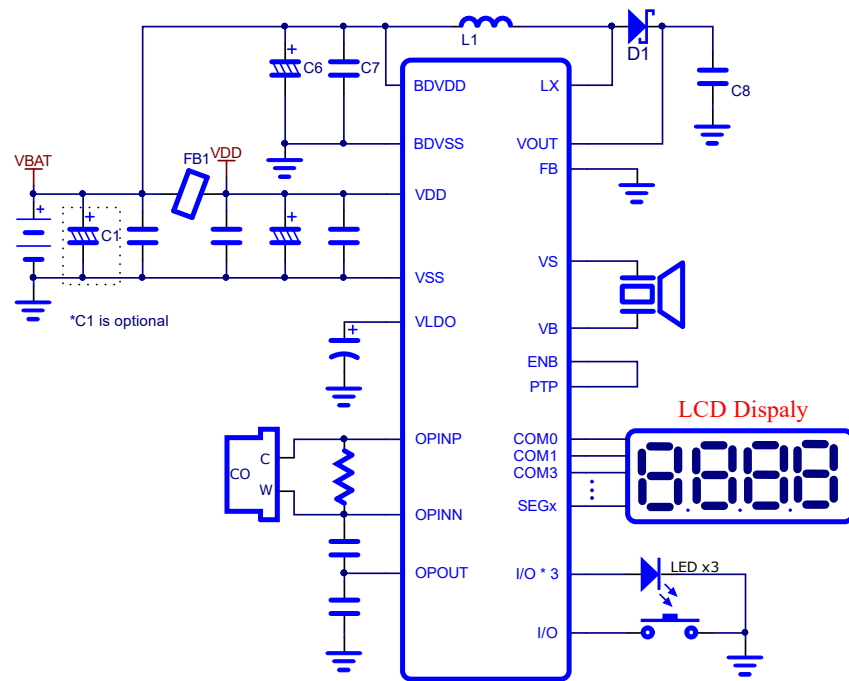 L1
D1
C6
C7
C8
BDVDD
LX
BDVSS
VOUT
VBAT
FB1
VDD
FB
VDD
C1
VSS
VS
*C1 is optional
VLDO
VB
ENB
PTP
LCD Dispaly
OPINP
COM0
COM1
COM3
CO
C
W
OPINN
SEGx
OPOUT
I/O * 3
LED x3
I/O